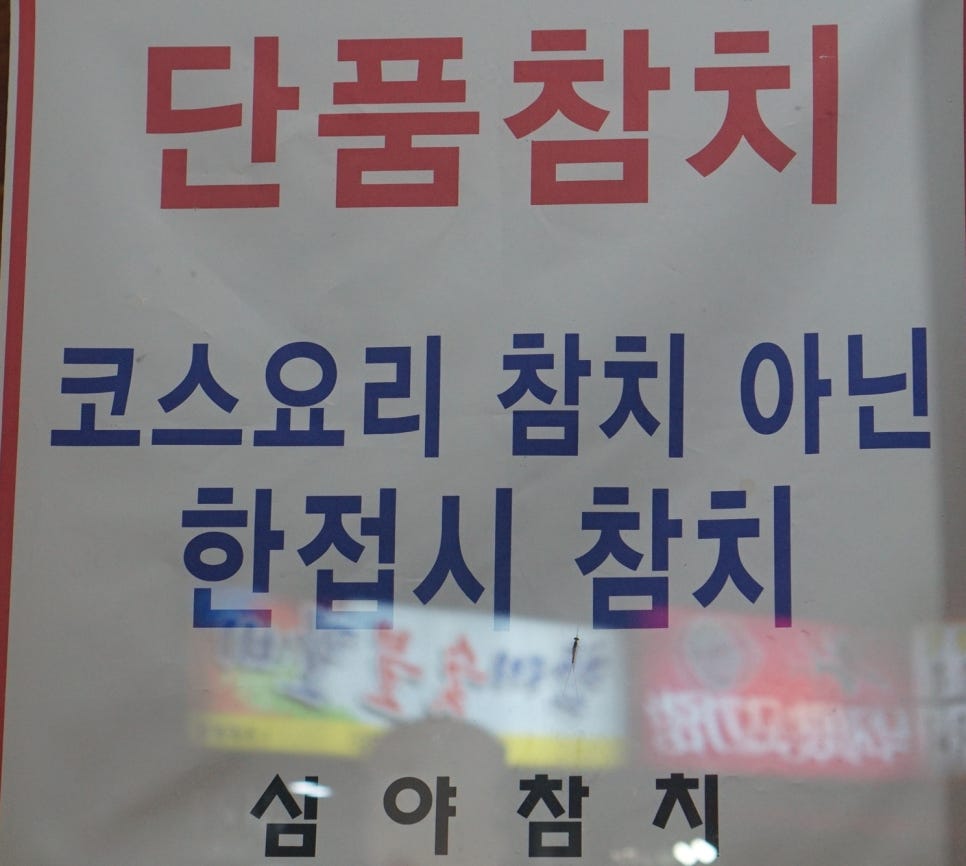 단품참치
코스요리 참치 아닌
한접시 참치
심야참치